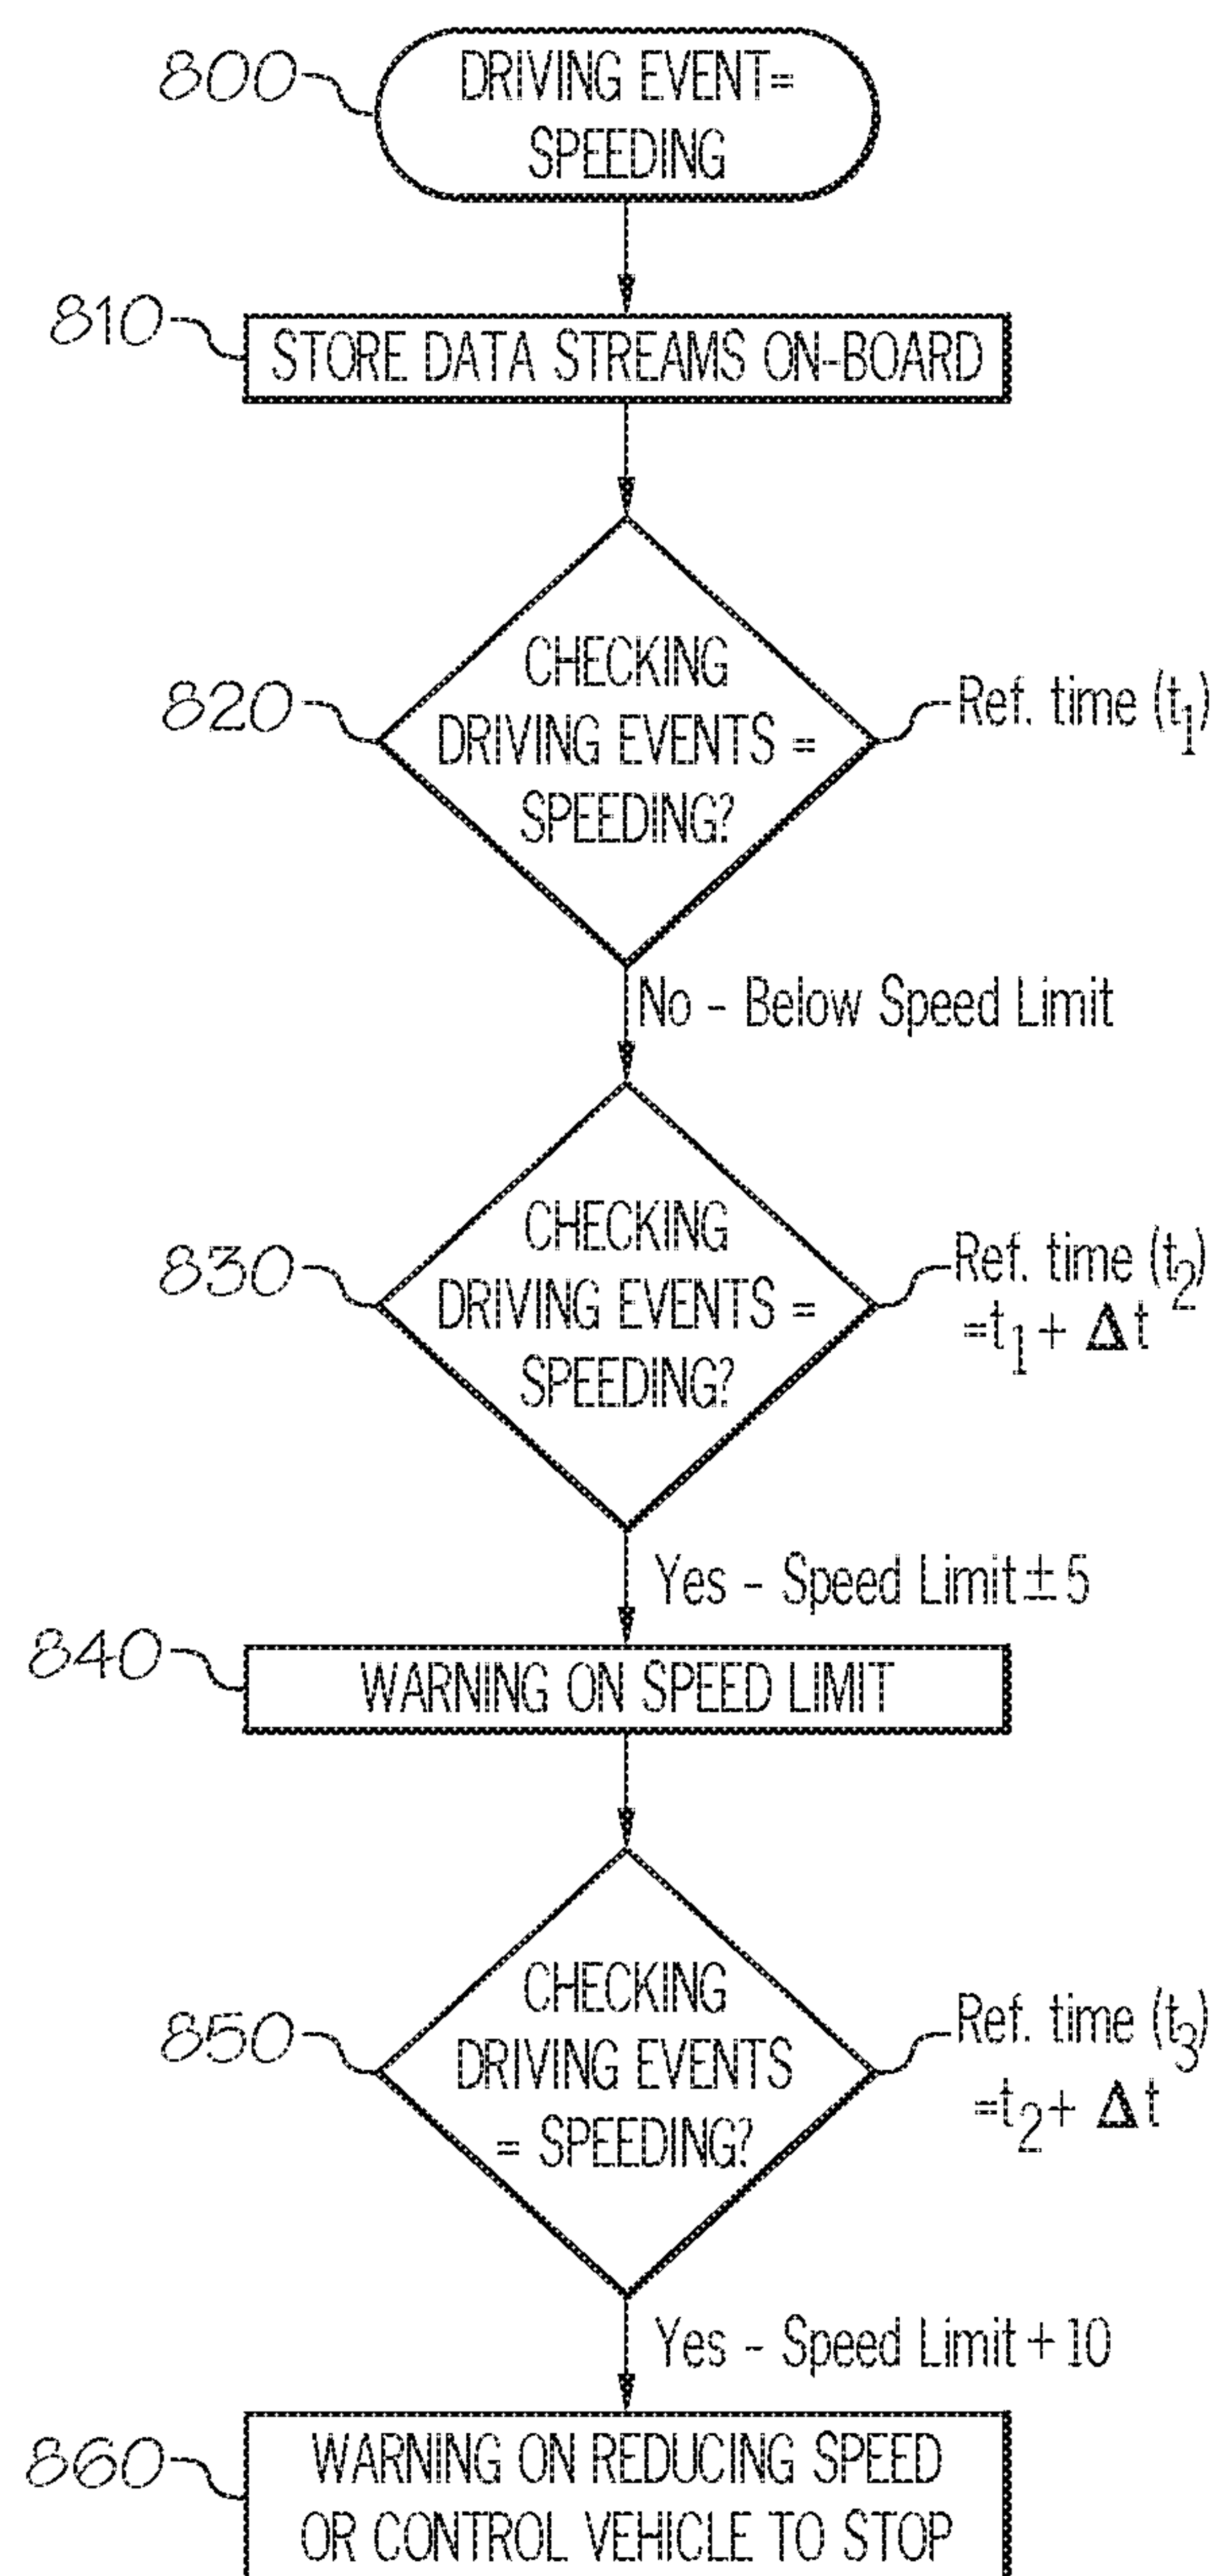 800
DRIVING EVENT=
SPEEDING
810
STORE DATA STREAMS ON-BOARD
820
CHECKING
DRIVING EVENTS =
SPEEDING?
Ref. time (t1)
No - Below Speed Limit
830
CHECKING
DRIVING EVENTS =
SPEEDING?
Ref. time (t2)
=t1+ Δt
Yes - Speed Limit ± 5
840
WARNING ON SPEED LIMIT
850
CHECKING
DRIVING EVENTS
= SPEEDING?
Ref. time (t3)
=t2+ Δt
Yes - Speed Limit + 10
860
WARNING ON REDUCING SPEED
OR CONTROL VEHICLE TO STOP